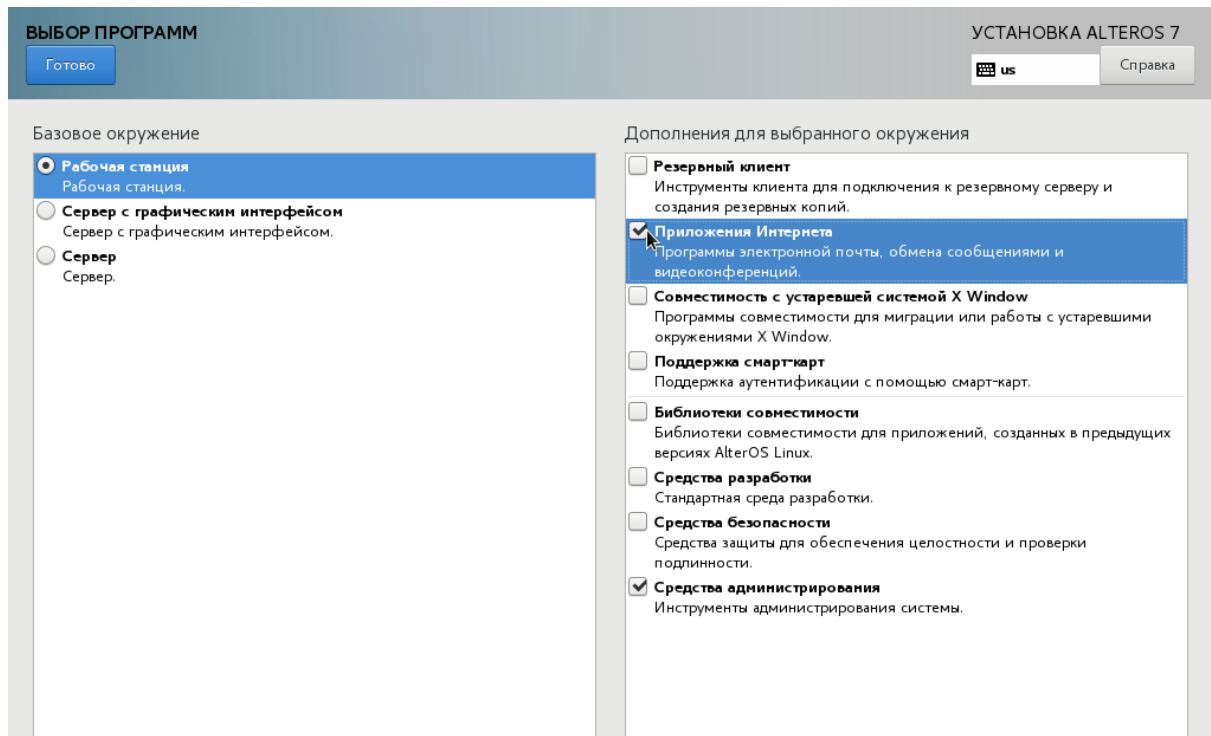 ВЫБОР ПРОГРАММ
УСТАНОВКА ALTEROS 7
Готово
us
Справка
Базовое окружение
Рабочая станция
Рабочая станция.
Сервер с графическим интерфейсом
Сервер с графическим интерфейсом.
Сервер
Сервер.
Дополнения для выбранного окружения
Резервный клиент
Инструменты клиента для подключения к резервному серверу и
создания резервных копий.
Приложения Интернета
Программы электронной почты, обмена сообщениями и
видеоконференций.
Совместимость с устаревшей системой X Window
Программы совместимости для миграции или работы с устаревшими
окружениями X Window.
Поддержка смарт-карт
Поддержка аутентификации с помощью смарт-карт.
Библиотеки совместимости
Библиотеки совместимости для приложений, созданных в предыдущих
версиях AlterOS Linux.
Средства разработки
Стандартная среда разработки.
Средства безопасности
Средства защиты для обеспечения целостности и проверки
подлинности.
Средства администрирования
Инструменты администрирования системы.